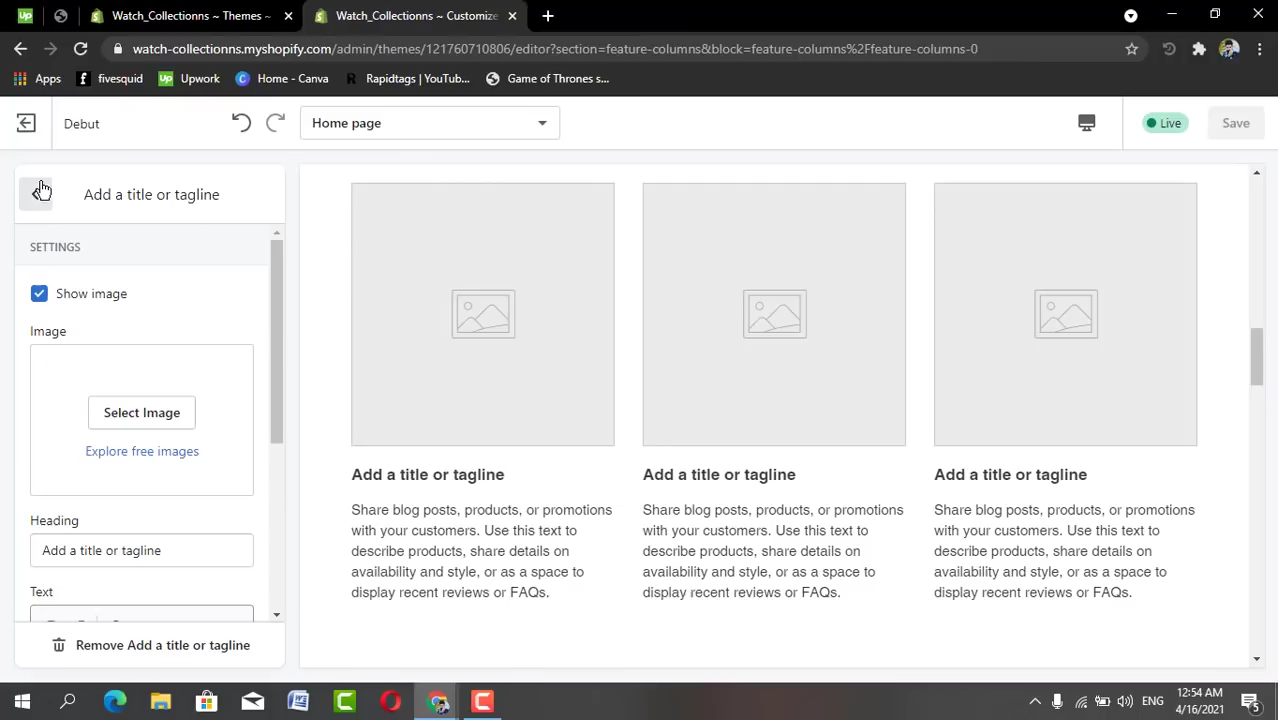 Watch_Collectionns ~ Themes ~
Watch_Collectionns ~ Customize
watch-collectionns.myshopify.com/admin/themes/121760710806/editor?section=feature-columns&block=feature-columns%2Ffeature-columns-0
Apps
fivesquid
Upwork
Home - Canva
Rapidtags | YouTub...
Game of Thrones s...
Debut
Home page
Live
Save
Add a title or tagline
SETTINGS
Show image
Image
Select Image
Explore free images
Heading
Add a title or tagline
Text
Remove Add a title or tagline
Add a title or tagline
Share blog posts, products, or promotions
with your customers. Use this text to
describe products, share details on
availability and style, or as a space to
display recent reviews or FAQs.
Add a title or tagline
Share blog posts, products, or promotions
with your customers. Use this text to
describe products, share details on
availability and style, or as a space to
display recent reviews or FAQs.
Add a title or tagline
Share blog posts, products, or promotions
with your customers. Use this text to
describe products, share details on
availability and style, or as a space to
display recent reviews or FAQs.
ENG
12:54 AM
4/16/2021
5